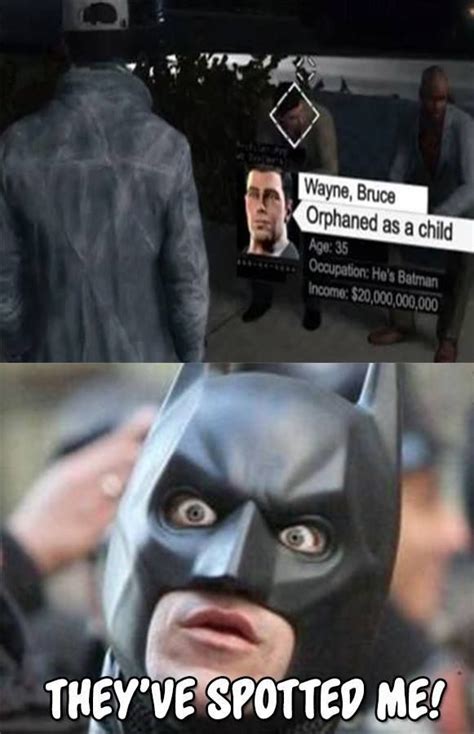 Wayne, Bruce
Orphaned as a child
Age: 35
Occupation: He's Batman
Income: $20,000,000,000
THEY'VE SPOTTED ME!